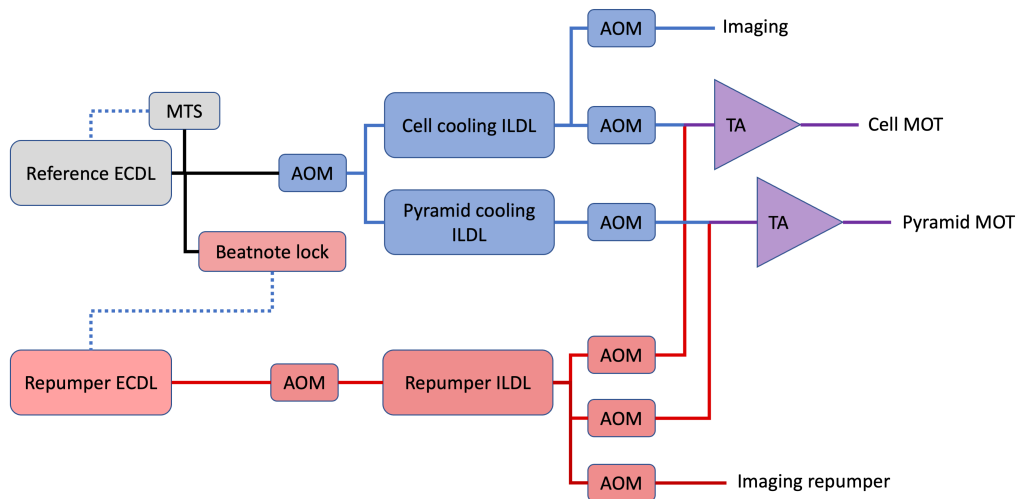 AOM
Imaging
MTS
Cell cooling ILDL
AOM
TA
Cell MOT
Reference ECDL
AOM
Pyramid cooling
ILDL
AOM
TA
Pyramid MOT
Beatnote lock
AOM
Repumper ECDL
AOM
Repumper ILDL
AOM
AOM
Imaging repumper